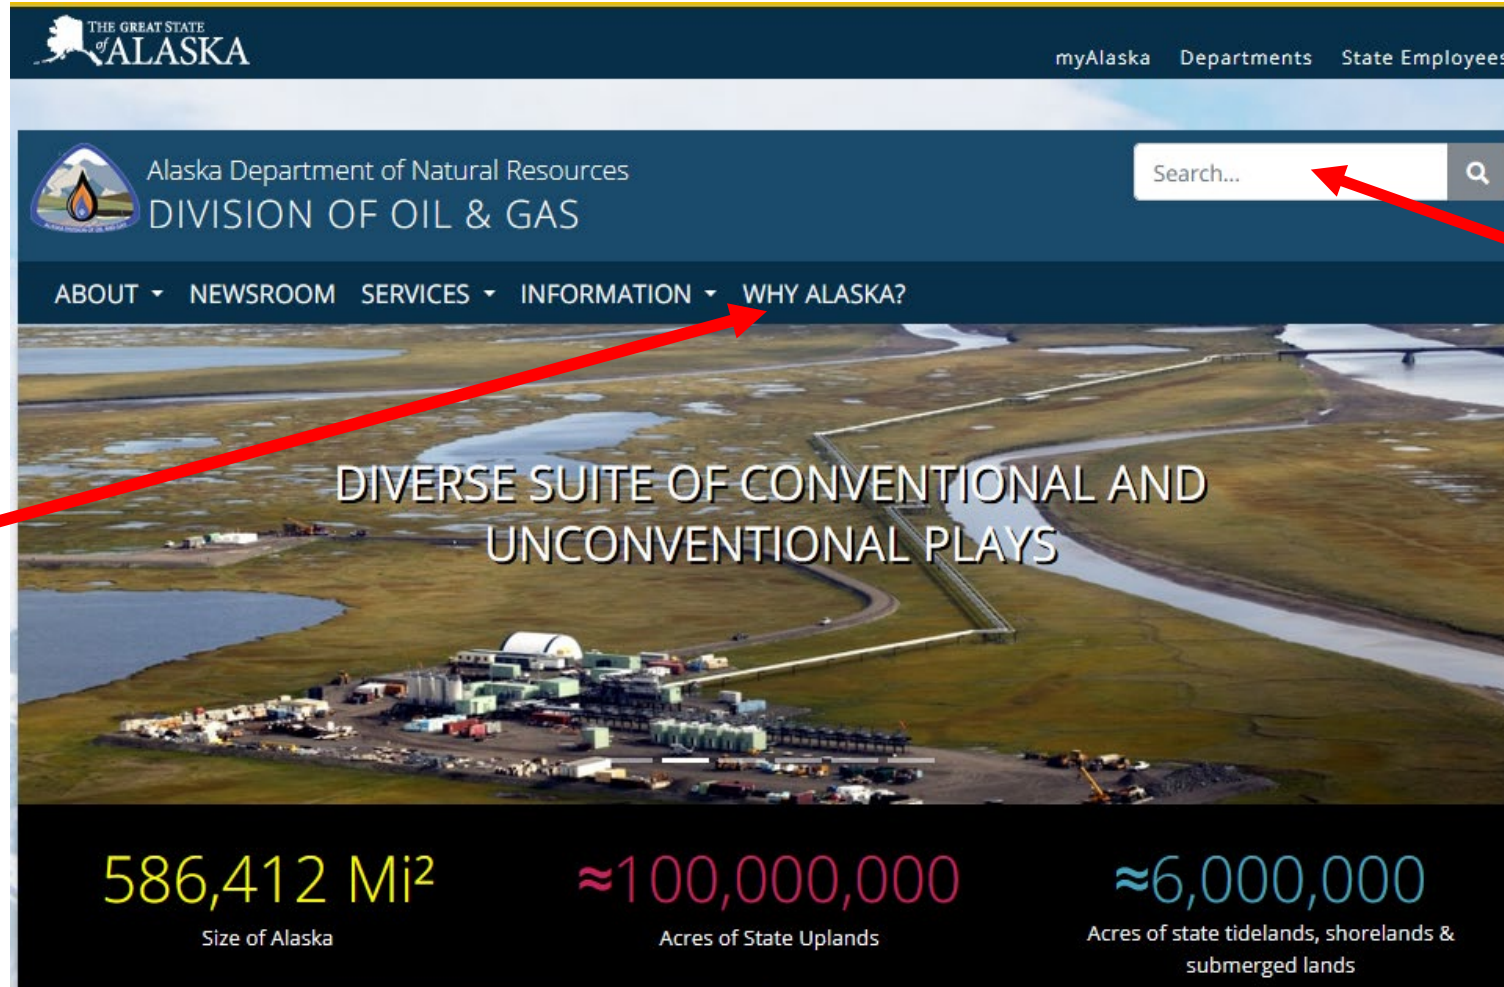 THE GREAT STATE
of ALASKA
myAlaska Departments State Employees
Alaska Department of Natural Resources
DIVISION OF OIL & GAS
Search...
ABOUT NEWSROOM SERVICES INFORMATION WHY ALASKA?
DIVERSE SUITE OF CONVENTIONAL AND
UNCONVENTIONAL PLAYS
586,412 Mi²
Size of Alaska
≈100,000,000
Acres of State Uplands
≈6,000,000
Acres of state tidelands, shorelands &
submerged lands